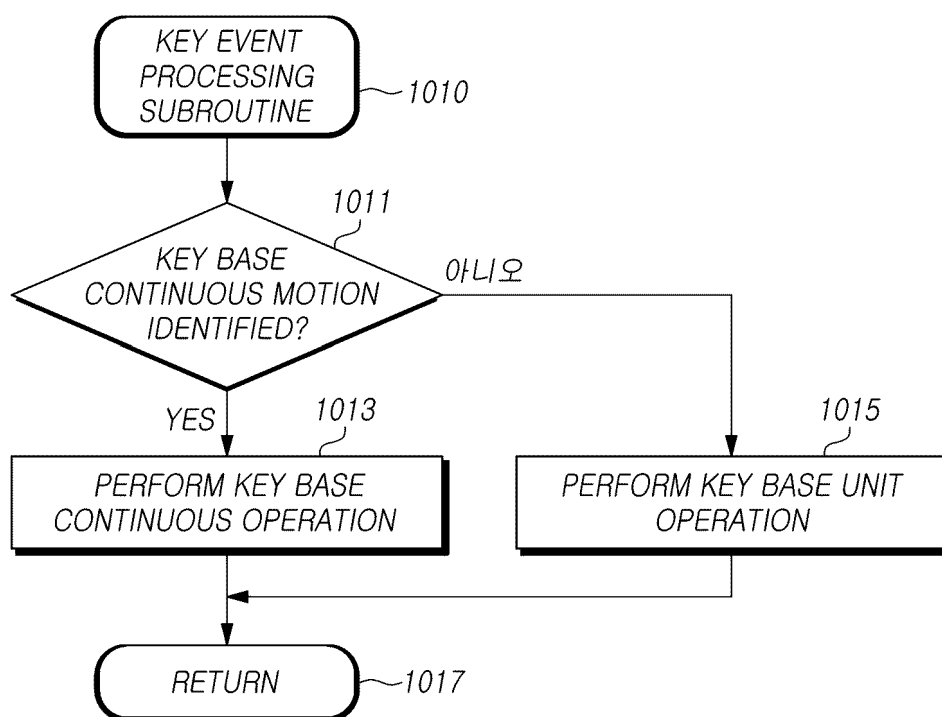 KEY EVENT
PROCESSING
SUBROUTINE
1010
1011
KEY BASE
CONTINUOUS MOTION
IDENTIFIED?
아니오
YES
1013
PERFORM KEY BASE
CONTINUOUS OPERATION
1015
PERFORM KEY BASE UNIT
OPERATION
RETURN
1017